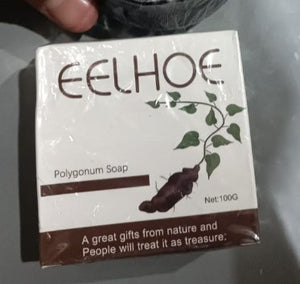 EELHOE
Polygonum Soap
Net:100G
A great gifts from nature and
People will treat it as treasure: